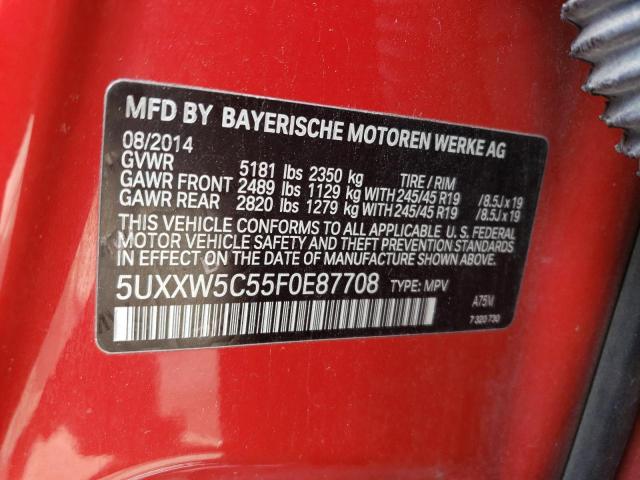 MFD BY BAYERISCHE MOTOREN WERKE AG
08/2014
GVWR 5181 lbs 2350 kg TIRE / RIM
GAWR FRONT 2489 lbs 1129 kg WITH 245/45 R19 /8.5J x 19
GAWR REAR 2820 lbs 1279 kg WITH 245/45 R19 /8.5J x 19
THIS VEHICLE CONFORMS TO ALL APPLICABLE U. S. FEDERAL
MOTOR VEHICLE SAFETY AND THEFT PREVENTION STANDARDS
IN EFFECT ON THE DATE OF MANUFACTURE SHOWN ABOVE.
5UXXW5C55F0E87708 TYPE: MPV
A75M
7 320 730